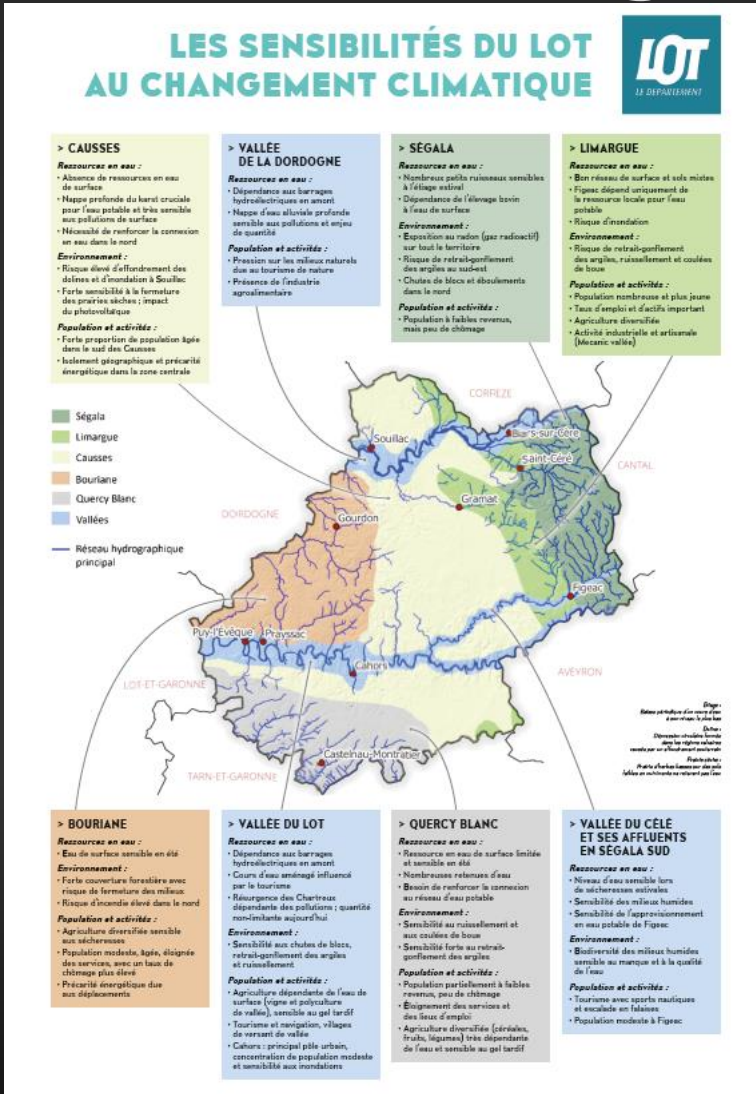 LES SENSIBILITÉS DU LOT
AU CHANGEMENT CLIMATIQUE
LOT
LE DÉPARTEMENT
> CAUSSES
Ressources en eau :
• Absence de ressources en eau
de surface
• Nappe profonde du karst cruciale
pour l'eau potable et très sensible
aux pollutions de surface
• Nécessité de renforcer la connexion
en eau dans le nord
Environnement :
• Risque élevé d'effondrement des
dolines et d'inondation à Souillac
• Forte sensibilité à la fermeture
des prairies sèches ; impact
du photovoltaïque
Population et activités :
• Forte proportion de population âgée
dans le sud des Causses
• Isolement géographique et précarité
énergétique dans la zone centrale
> VALLÉE
DE LA DORDOGNE
Ressources en eau :
• Dépendance aux barrages
hydroélectriques en amont
• Nappe d'eau alluviale profonde
sensible aux pollutions et enjeu
de quantité
Population et activités :
• Pression sur les milieux naturels
due au tourisme de nature
• Présence de l'industrie
agroalimentaire
> SÉGALA
Ressources en eau :
• Nombreux petits ruisseaux sensibles
à l'étiage estival
• Dépendance de l'élevage bovin
à l'eau de surface
Environnement :
• Exposition au radon (gaz radioactif)
sur tout le territoire
• Risque de retrait-gonflement
des argiles au sud-est
• Chutes de blocs et éboulements
dans le nord
Population et activités :
• Population à faibles revenus,
mais peu de chômage
> LIMARGUE
Ressources en eau :
• Bon réseau de surface et sols mixtes
• Figeac dépend uniquement de
la ressource locale pour l'eau
potable
• Risque d'inondation
Environnement :
• Risque de retrait-gonflement
des argiles, ruissellement et coulées
de boue
Population et activités :
• Population nombreuse et plus jeune
• Taux d'emploi et d'actifs important
• Agriculture diversifiée
• Activité industrielle et artisanale
(Mecanic vallée)
Ségala
Limargue
Causses
Bouriane
Quercy Blanc
Vallées
Réseau hydrographique
principal
CORRÈZE
Souillac
Biars-sur-Cère
Saint-Céré
CANTAL
Gramat
DORDOGNE
Gourdon
Figeac
Puy-l'Evêque
Prayssac
Cahors
AVEYRON
LOT-ET-GARONNE
Castelnau-Montratier
TARN-ET-GARONNE
Étiage :
Baisse périodique d'un cours d'eau
à son niveau le plus bas
Doline :
Dépression circulaire formée
dans les régions calcaires
Prairie sèche :
> BOURIANE
Ressources en eau :
• Eau de surface sensible en été
Environnement :
• Forte couverture forestière avec
risque de fermeture des milieux
• Risque d'incendie élevé dans le nord
Population et activités :
• Agriculture diversifiée sensible
aux sécheresses
• Population modeste, âgée, éloignée
des services, avec un taux de
chômage plus élevé
• Précarité énergétique due
aux déplacements
> VALLÉE DU LOT
Ressources en eau :
• Dépendance aux barrages
hydroélectriques en amont
• Cours d'eau aménagé influencé
par le tourisme
• Résurgence des Chartreux
dépendante des pollutions ; quantité
non-limitante aujourd'hui
Environnement :
• Sensibilité aux chutes de blocs,
retrait-gonflement des argiles
et ruissellement
Population et activités :
• Agriculture dépendante de l'eau de
surface (vigne et polyculture
de vallée), sensible au gel tardif
• Tourisme et navigation, villages
de versant de vallée
• Cahors : principal pôle urbain,
concentration de population modeste
et sensibilité aux inondations
> QUERCY BLANC
Ressources en eau :
• Ressource en eau de surface limitée
et sensible en été
• Nombreuses retenues d'eau
• Besoin de renforcer la connexion
au réseau d'eau potable
Environnement :
• Sensibilité au ruissellement et
aux coulées de boue
• Sensibilité forte au retrait-
gonflement des argiles
Population et activités :
• Population partiellement à faibles
revenus, peu de chômage
• Éloignement des services et
des lieux d'emploi
• Agriculture diversifiée (céréales,
fruits, légumes) très dépendante
de l'eau et sensible au gel tardif
> VALLÉE DU CÉLÉ
ET SES AFFLUENTS
EN SÉGALA SUD
Ressources en eau :
• Niveau d'eau sensible lors
de sécheresses estivales
• Sensibilité des milieux humides
• Sensibilité de l'approvisionnement
en eau potable de Figeac
Environnement :
• Biodiversité des milieux humides
sensible au manque et à la qualité
de l'eau
Population et activités :
• Tourisme avec sports nautiques
et escalade en falaises
• Population modeste à Figeac